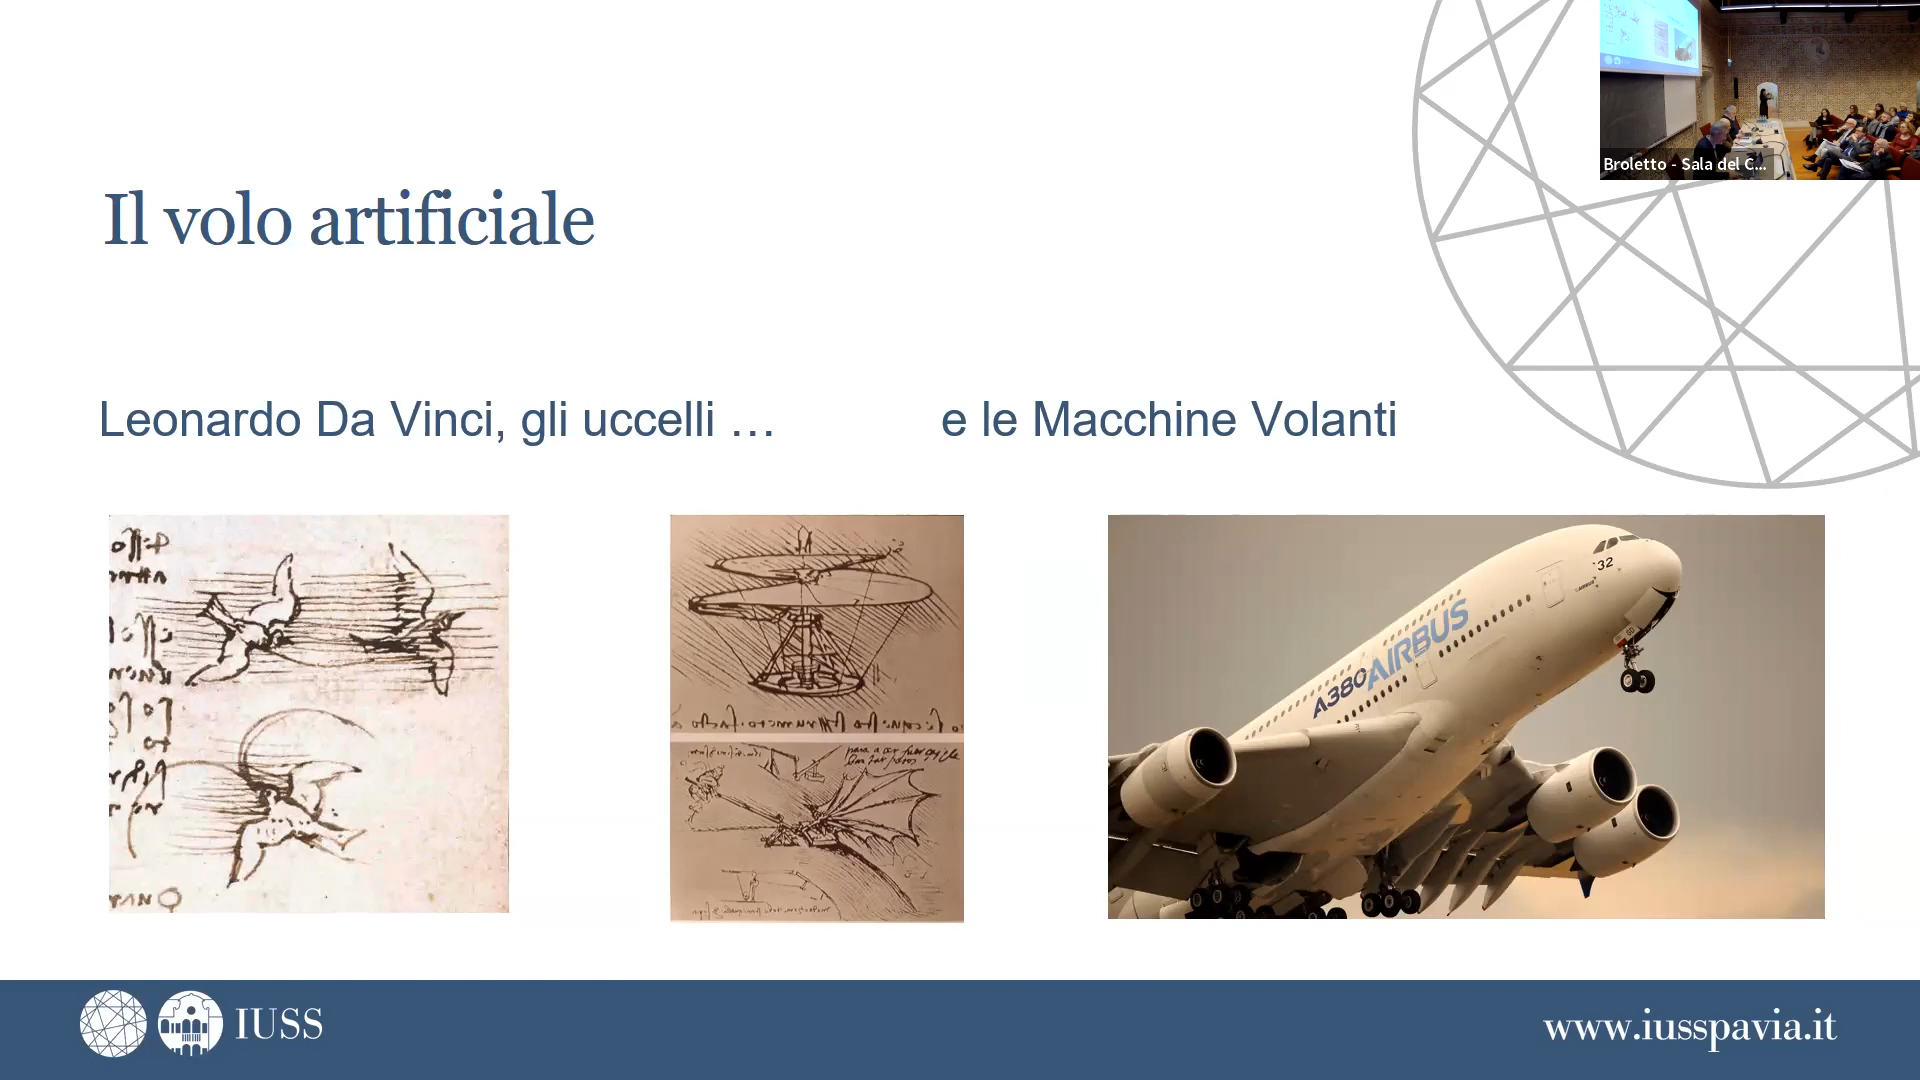 Broletto - Sala del C...
Il volo artificiale
Leonardo Da Vinci, gli uccelli … e le Macchine Volanti
32
AIRBUS
A380 AIRBUS
IUSS
www.iusspavia.it